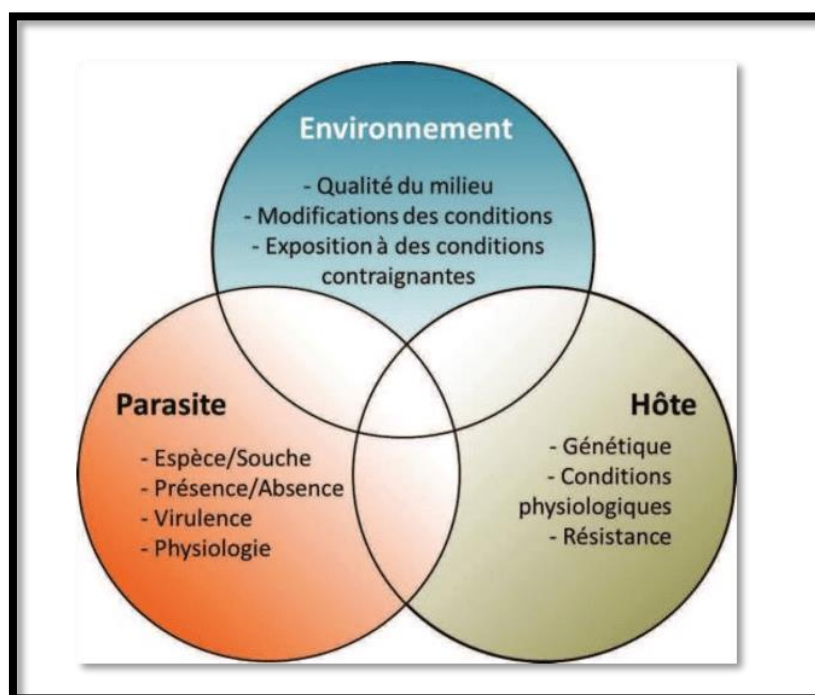 Environnement
- Qualité du milieu
- Modifications des conditions
- Exposition à des conditions
contraignantes
Parasite
- Espèce/Souche
- Présence/Absence
- Virulence
- Physiologie
Hôte
- Génétique
- Conditions
physiologiques
- Résistance